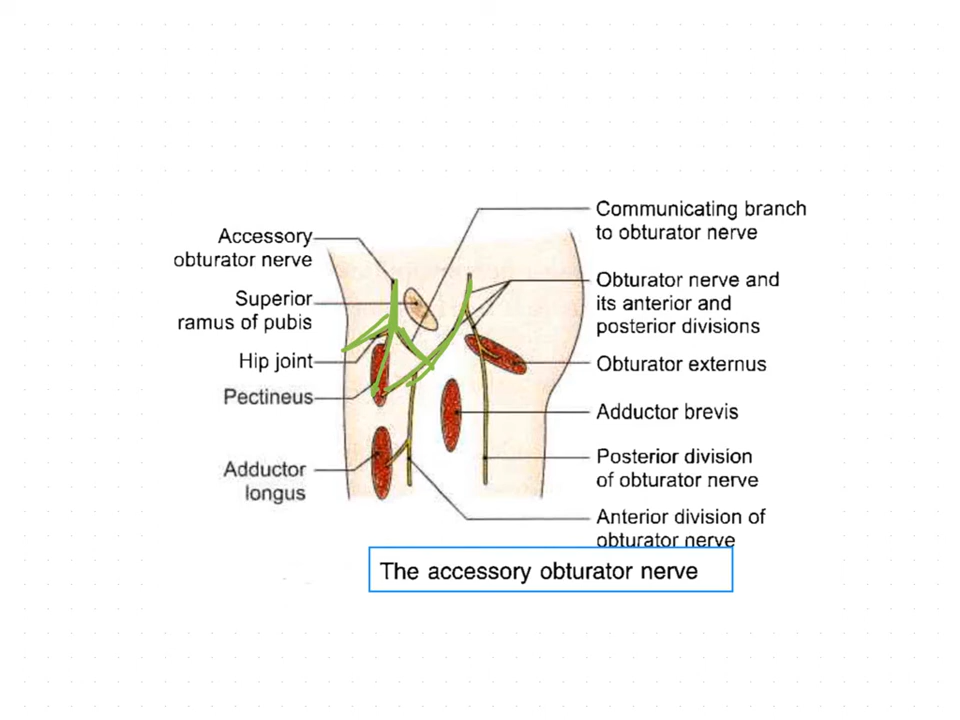 Accessory
obturator nerve
Superior
ramus of pubis
Hip joint
Pectineus
Adductor
longus
Communicating branch
to obturator nerve
Obturator nerve and
its anterior and
posterior divisions
Obturator externus
Adductor brevis
Posterior division
of obturator nerve
Anterior division of
obturator nerve
The accessory obturator nerve